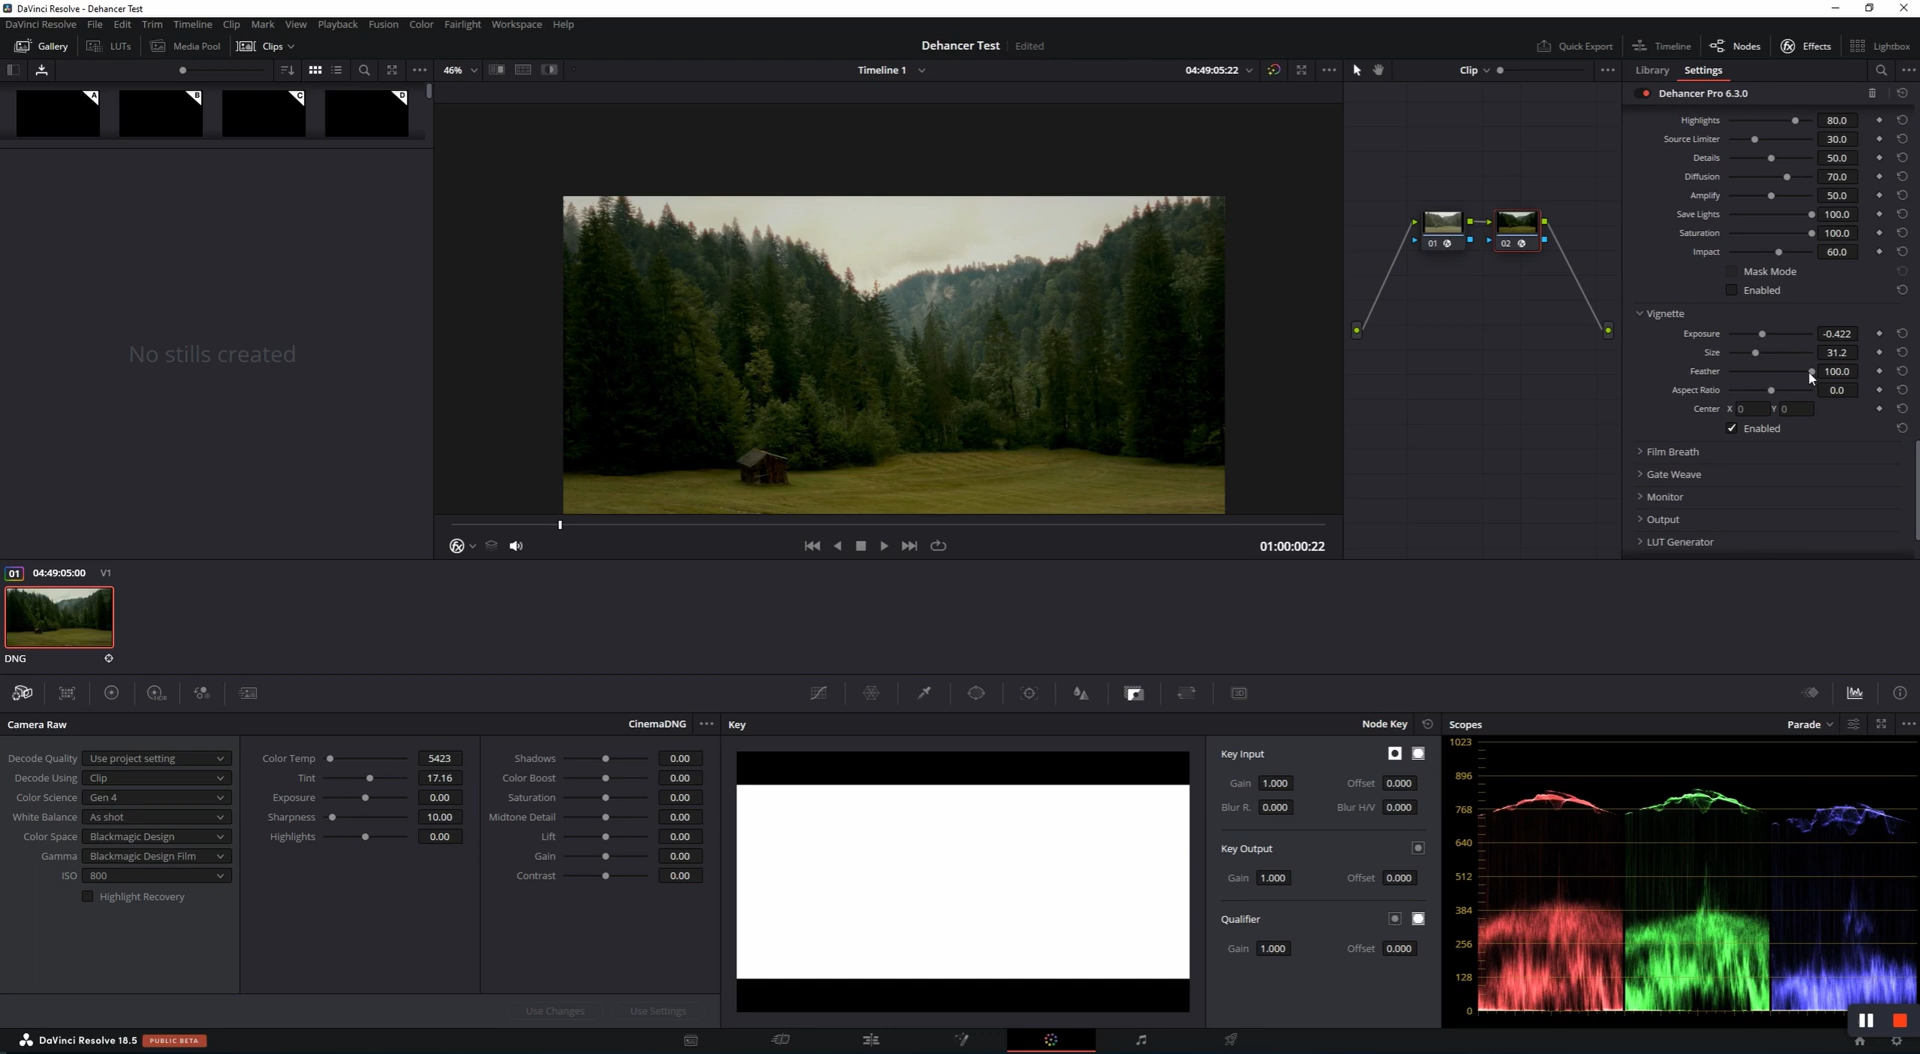 DaVinci Resolve - Dehancer Test
DaVinci Resolve File Edit Trim Timeline Clip Mark View Playback Fusion Color Fairlight Workspace Help
Gallery LUTs Media Pool Clips Dehancer Test Edited Quick Export Timeline Nodes Effects Lightbox
46% Timeline 1 04:49:05:22 Clip Library Settings
A B C D
Dehancer Pro 6.3.0
Highlights 80.0
Source Limiter 30.0
Details 50.0
Diffusion 70.0
Amplify 50.0
Save Lights 100.0
Saturation 100.0
Impact 60.0
Mask Mode
Enabled
Vignette
Exposure -0.422
Size 31.2
Feather 100.0
Aspect Ratio 0.0
Center X 0 Y 0
Enabled
Film Breath
Gate Weave
Monitor
Output
LUT Generator
01 02
No stills created
01:00:00:22
01 04:49:05:00 V1
DNG
Camera Raw CinemaDNG
Decode Quality Use project setting
Decode Using Clip
Color Science Gen 4
White Balance As shot
Color Space Blackmagic Design
Gamma Blackmagic Design Film
ISO 800
Highlight Recovery
Color Temp 5423
Tint 17.16
Exposure 0.00
Sharpness 10.00
Highlights 0.00
Shadows 0.00
Color Boost 0.00
Saturation 0.00
Midtone Detail 0.00
Lift 0.00
Gain 0.00
Contrast 0.00
Use Changes Use Settings
Key Node Key
Key Input
Gain 1.000 Offset 0.000
Blur R. 0.000 Blur H/V 0.000
Key Output
Gain 1.000 Offset 0.000
Qualifier
Gain 1.000 Offset 0.000
Scopes Parade
1023
896
768
640
512
384
256
128
0
DaVinci Resolve 18.5 PUBLIC BETA